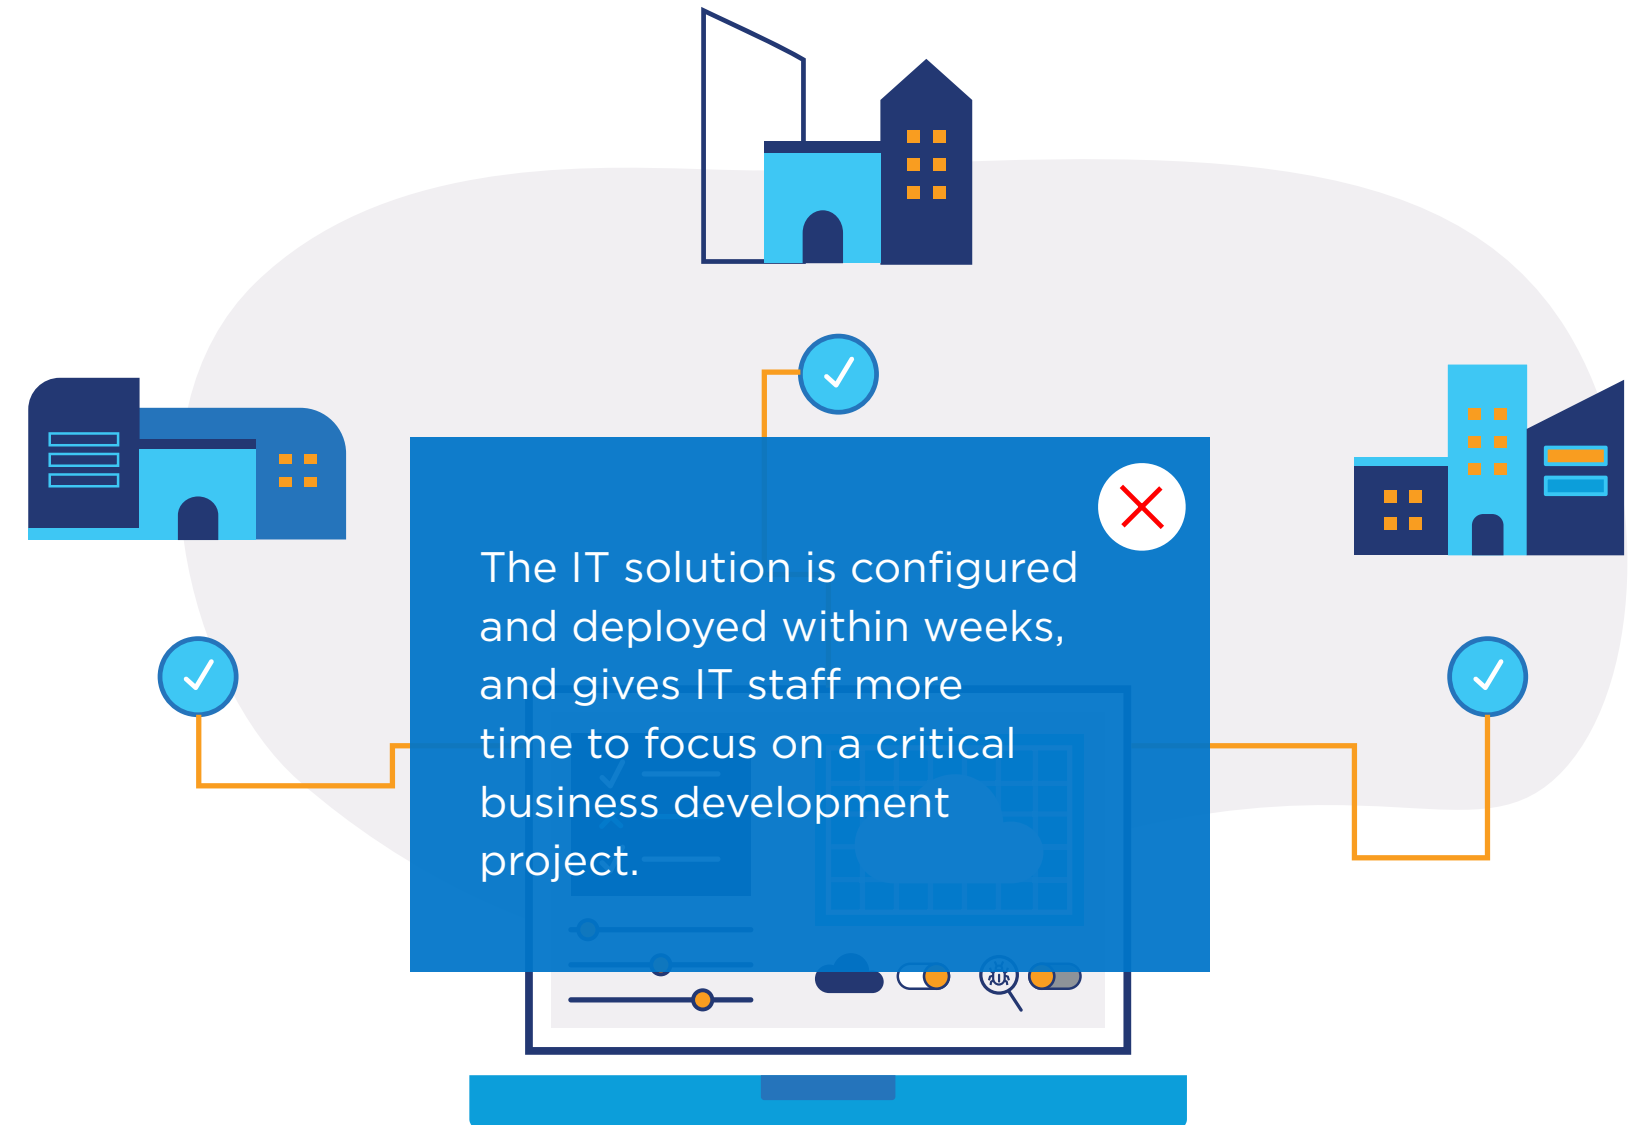 The IT solution is configured
and deployed within weeks,
and gives IT staff more
time to focus on a critical
business development
project.